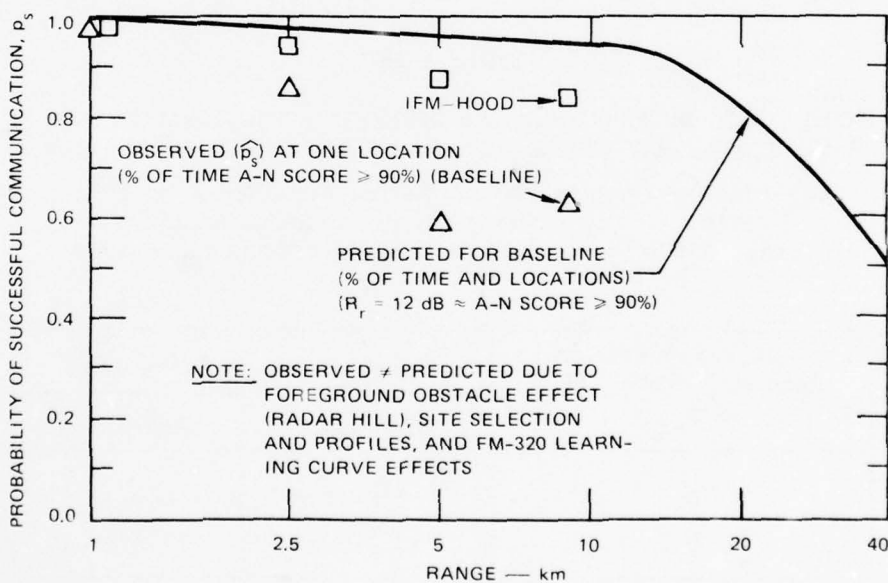 PROBABILITY OF SUCCESSFUL COMMUNICATION, p_s
1.0
0.8
0.6
0.4
0.2
0.0
IFM-HOOD
OBSERVED (p̂_s) AT ONE LOCATION
(% OF TIME A-N SCORE ≥ 90%) (BASELINE)
PREDICTED FOR BASELINE
(% OF TIME AND LOCATIONS)
(R_r = 12 dB ≈ A-N SCORE ≥ 90%)
NOTE: OBSERVED ≠ PREDICTED DUE TO
FOREGROUND OBSTACLE EFFECT
(RADAR HILL), SITE SELECTION
AND PROFILES, AND FM-320 LEARN-
ING CURVE EFFECTS
1 2.5 5 10 20 40
RANGE — km